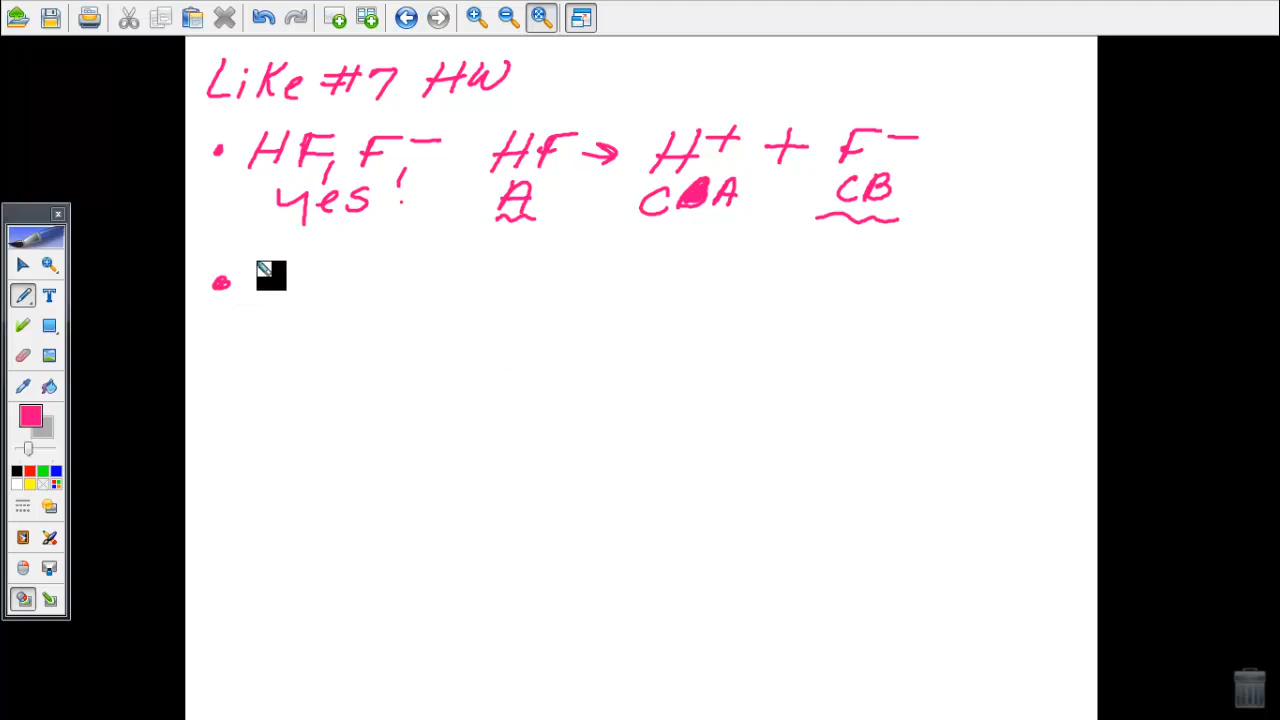 Like #7 HW
• HF, F⁻ HF → H⁺ + F⁻
yes! A CA CB
•
T
x